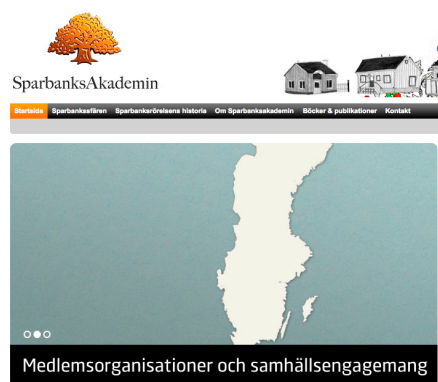 SparbanksAkademin
Startsida Sparbankssfären Sparbanksrörelsens historia Om Sparbanksakademin Böcker & publikationer Kontakt
Medlemsorganisationer och samhällsengagemang